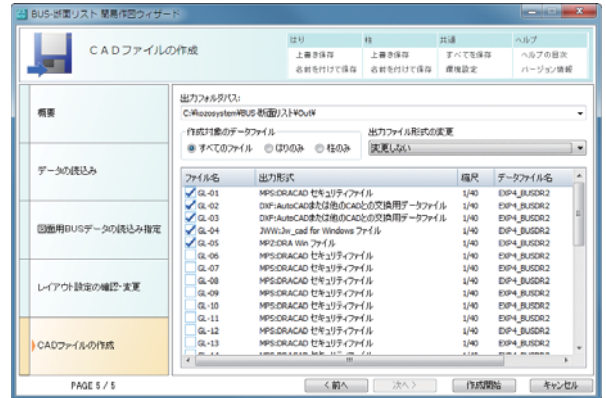 BUS-断面リスト 簡易作図ウィザード
CADファイルの作成
はり 柱 共通 ヘルプ
上書き保存 上書き保存 すべてを保存 ヘルプの目次
名前を付けて保存 名前を付けて保存 環境設定 バージョン情報
概要
データの読込み
図面用BUSデータの読込み指定
レイアウト設定の確認・変更
CADファイルの作成
出力フォルダパス:
C:¥kozosystem¥BUS-断面リスト¥Out¥
作成対象のデータファイル 出力ファイル形式の変更
すべてのファイル はりのみ 柱のみ 変更しない
ファイル名 出力形式 縮尺 データファイル名
GL-01 MPS:DRACAD セキュリティファイル 1/40 EXP4_BUSDR2
GL-02 DXF:AutoCADまたは他のCADとの交換用データファイル 1/40 EXP4_BUSDR2
GL-03 DXF:AutoCADまたは他のCADとの交換用データファイル 1/40 EXP4_BUSDR2
GL-04 JWW:Jw_cad for Windows ファイル 1/40 EXP4_BUSDR2
GL-05 MPZ:DRA Win ファイル 1/40 EXP4_BUSDR2
GL-06 MPS:DRACAD セキュリティファイル 1/40 EXP4_BUSDR2
GL-07 MPS:DRACAD セキュリティファイル 1/40 EXP4_BUSDR2
GL-08 MPS:DRACAD セキュリティファイル 1/40 EXP4_BUSDR2
GL-09 MPS:DRACAD セキュリティファイル 1/40 EXP4_BUSDR2
GL-10 MPS:DRACAD セキュリティファイル 1/40 EXP4_BUSDR2
GL-11 MPS:DRACAD セキュリティファイル 1/40 EXP4_BUSDR2
GL-12 MPS:DRACAD セキュリティファイル 1/40 EXP4_BUSDR2
GL-13 MPS:DRACAD セキュリティファイル 1/40 EXP4_BUSDR2
PAGE 5 / 5 < 前へ 次へ > 作成開始 キャンセル